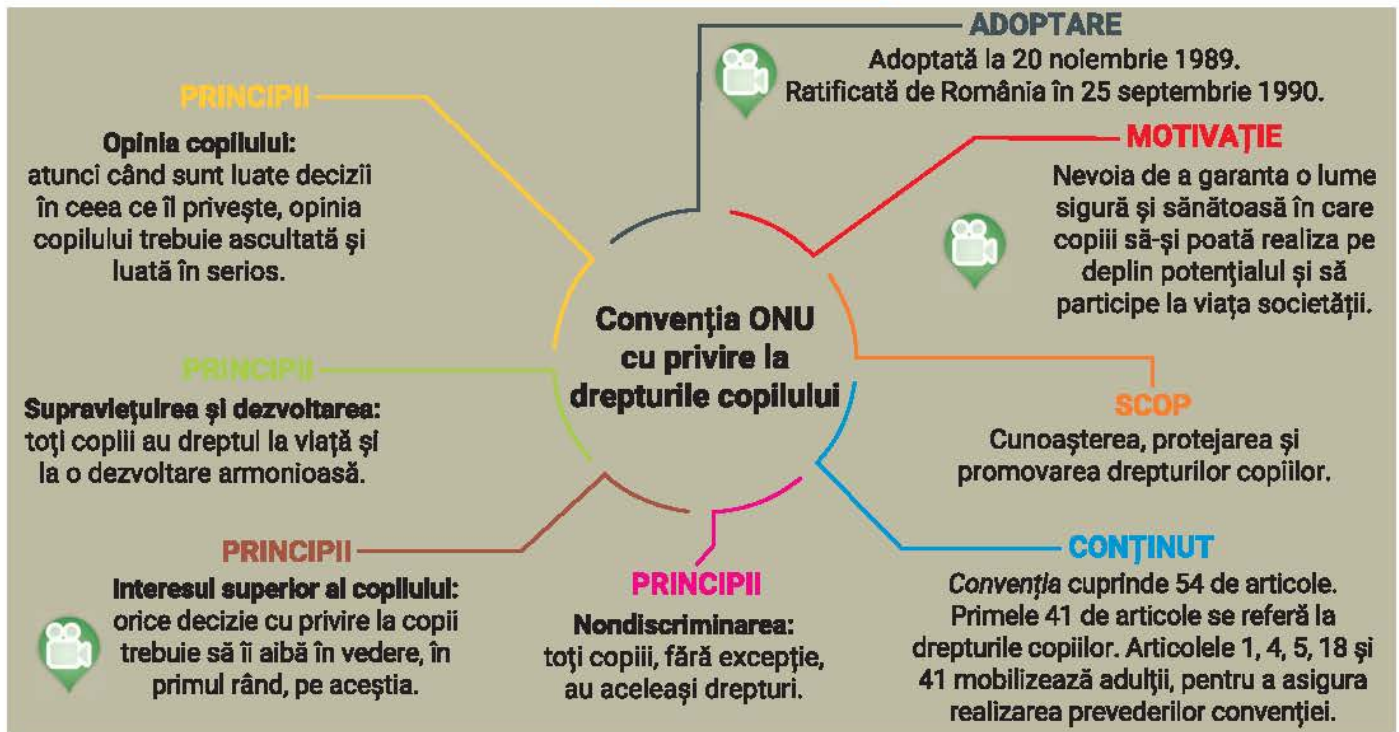 ADOPTARE
Adoptată la 20 noiembrie 1989.
Ratificată de România în 25 septembrie 1990.
MOTIVAȚIE
Nevoia de a garanta o lume
sigură și sănătoasă în care
copiii să-și poată realiza pe
deplin potențialul și să
participe la viața societății.
SCOP
Cunoașterea, protejarea și
promovarea drepturilor copiilor.
CONȚINUT
Convenția cuprinde 54 de articole.
Primele 41 de articole se referă la
drepturile copiilor. Articolele 1, 4, 5, 18 și
41 mobilizează adulții, pentru a asigura
realizarea prevederilor convenției.
PRINCIPII
Nondiscriminarea:
toți copiii, fără excepție,
au aceleași drepturi.
PRINCIPII
Interesul superior al copilului:
orice decizie cu privire la copii
trebuie să îi aibă în vedere, în
primul rând, pe aceștia.
PRINCIPII
Supraviețuirea și dezvoltarea:
toți copiii au dreptul la viață și
la o dezvoltare armonioasă.
PRINCIPII
Opinia copilului:
atunci când sunt luate decizii
în ceea ce îl privește, opinia
copilului trebuie ascultată și
luată în serios.
Convenția ONU
cu privire la
drepturile copilului